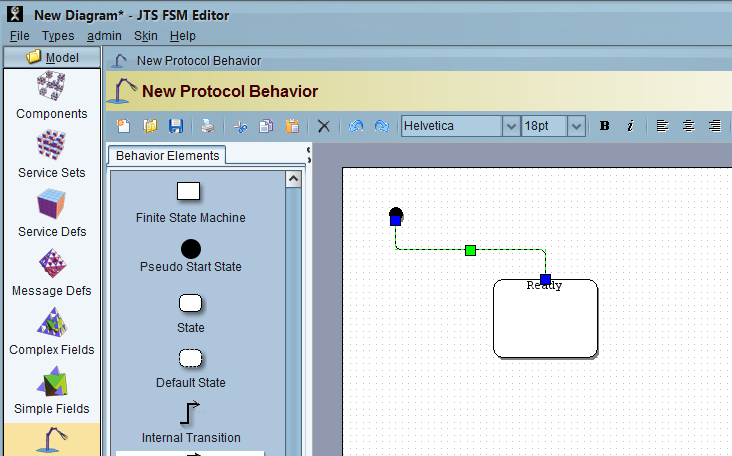 New Diagram* - JTS FSM Editor
File Types admin Skin Help
Model
New Protocol Behavior
New Protocol Behavior
Helvetica 18pt B i
Behavior Elements
Components
Service Sets
Service Defs
Message Defs
Complex Fields
Simple Fields
Finite State Machine
Pseudo Start State
State
Default State
Internal Transition
Ready